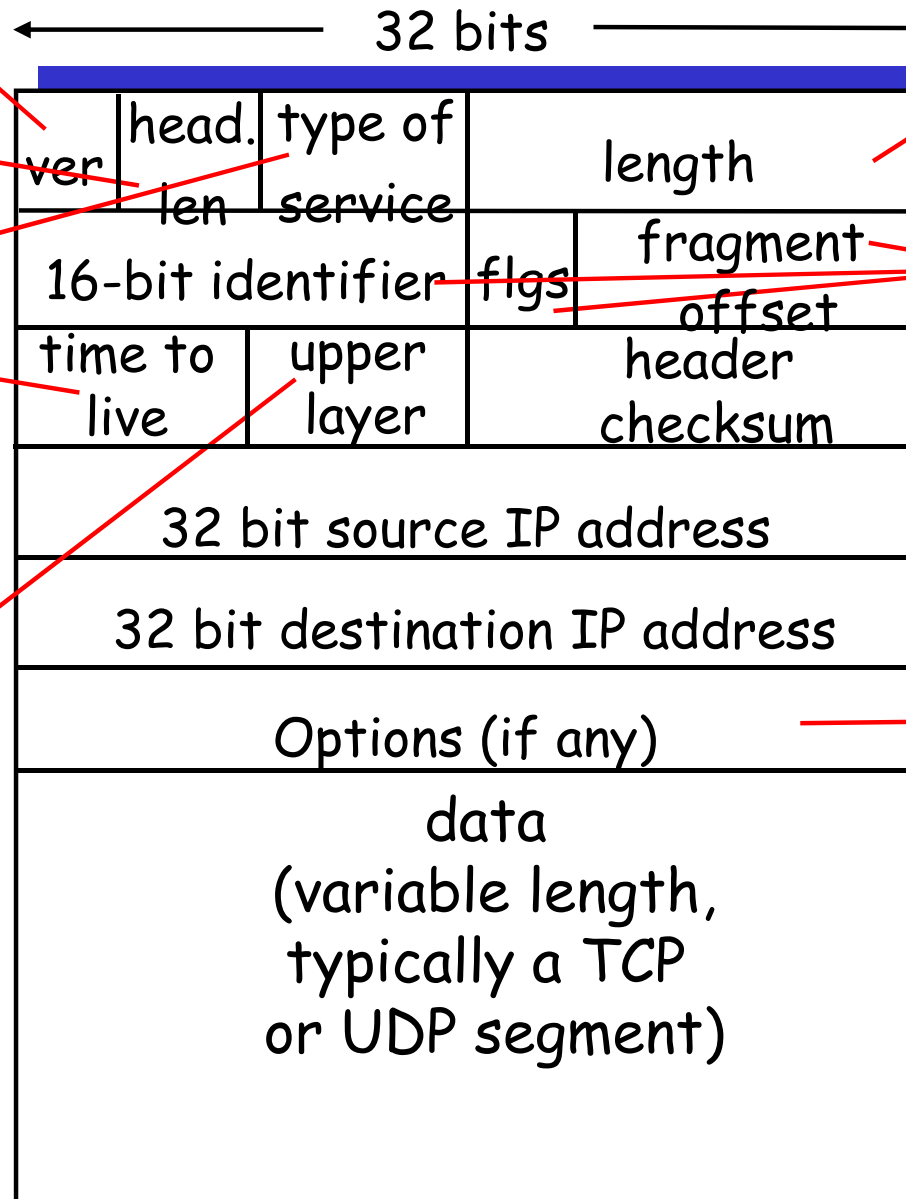 32 bits
ver
head.
len
type of
service
length
16-bit identifier
flgs
fragment
offset
time to
live
upper
layer
header
checksum
32 bit source IP address
32 bit destination IP address
Options (if any)
data
(variable length,
typically a TCP
or UDP segment)